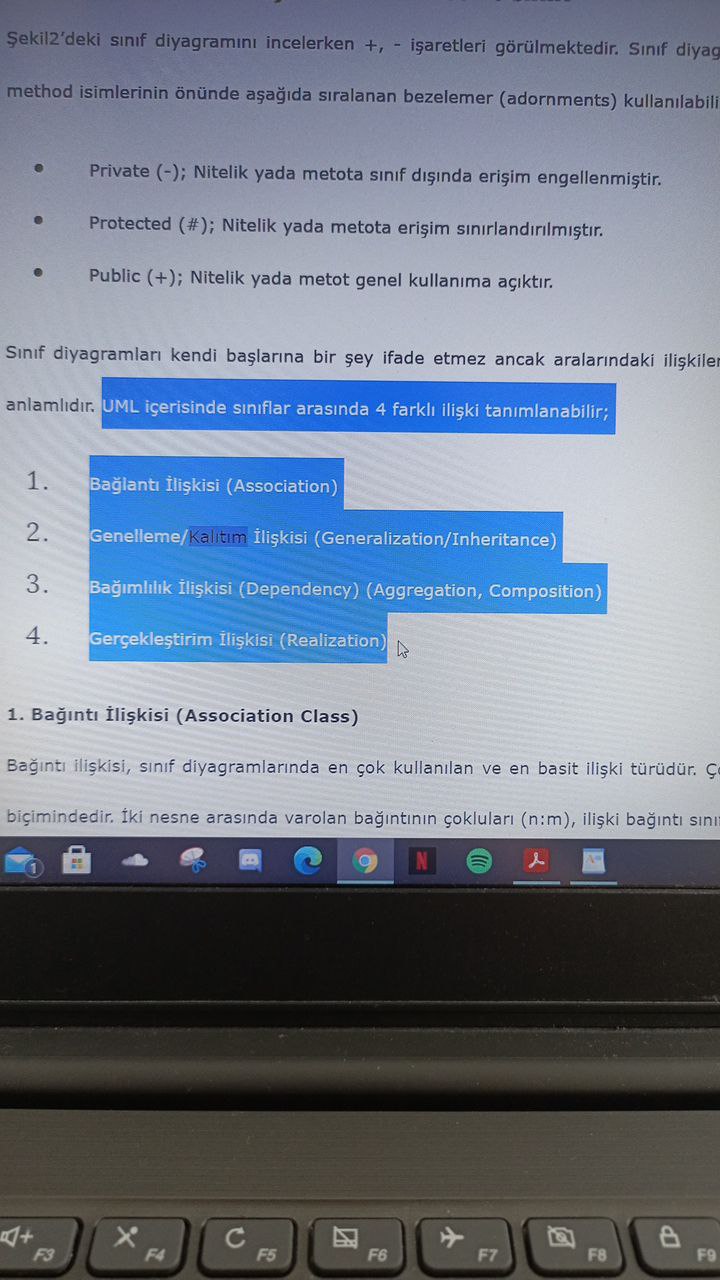 Şekil2'deki sınıf diyagramını incelerken +, - işaretleri görülmektedir. Sınıf diyag
method isimlerinin önünde aşağıda sıralanan bezelemer (adornments) kullanılabili
• Private (-); Nitelik yada metota sınıf dışında erişim engellenmiştir.
• Protected (#); Nitelik yada metota erişim sınırlandırılmıştır.
• Public (+); Nitelik yada metot genel kullanıma açıktır.
Sınıf diyagramları kendi başlarına bir şey ifade etmez ancak aralarındaki ilişkiler
anlamlıdır. UML içerisinde sınıflar arasında 4 farklı ilişki tanımlanabilir;
1. Bağlantı İlişkisi (Association)
2. Genelleme/Kalıtım İlişkisi (Generalization/Inheritance)
3. Bağımlılık İlişkisi (Dependency) (Aggregation, Composition)
4. Gerçekleştirim İlişkisi (Realization)
1. Bağıntı İlişkisi (Association Class)
Bağıntı ilişkisi, sınıf diyagramlarında en çok kullanılan ve en basit ilişki türüdür. Ço
biçimindedir. İki nesne arasında varolan bağıntının çokluları (n:m), ilişki bağıntı sını
1 N
F3 F4 F5 F6 F7 F8 F9